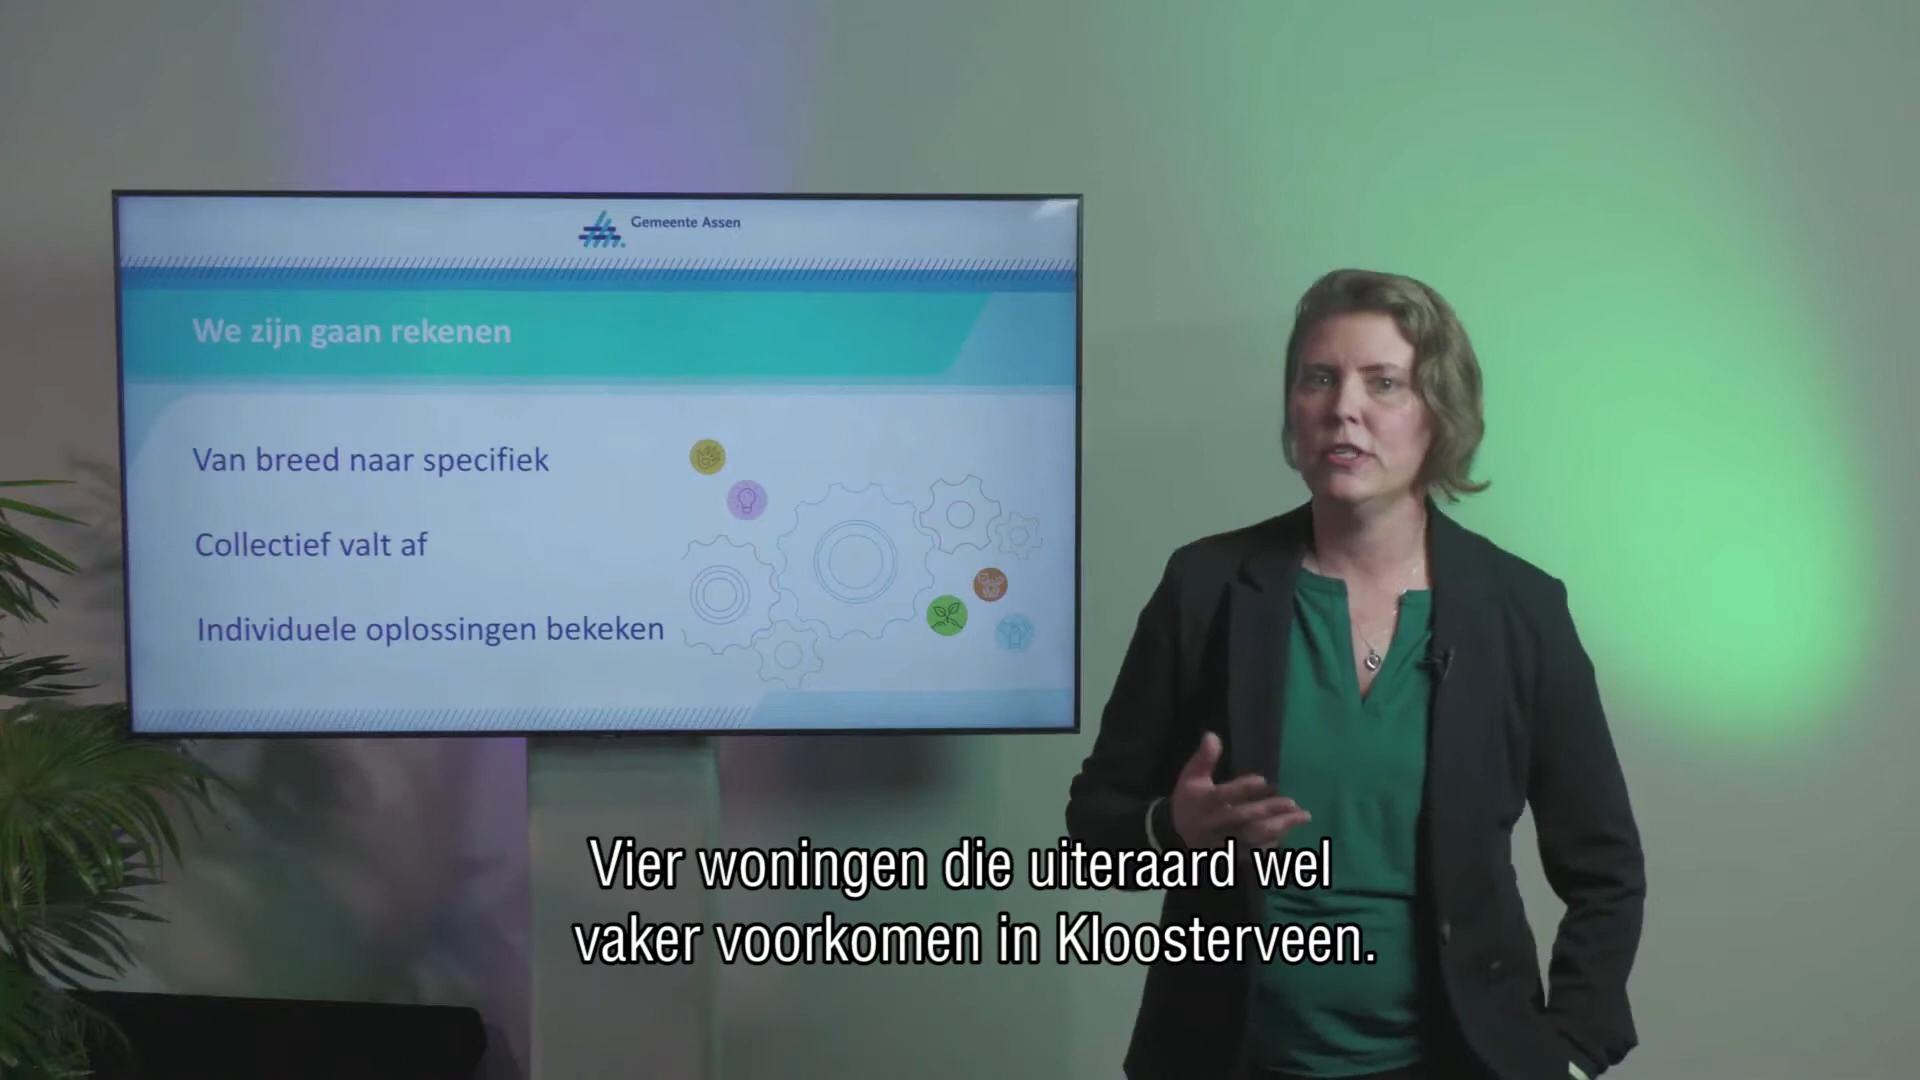 Gemeente Assen
We zijn gaan rekenen
Van breed naar specifiek
Collectief valt af
Individuele oplossingen bekeken
Vier woningen die uiteraard wel
vaker voorkomen in Kloosterveen.